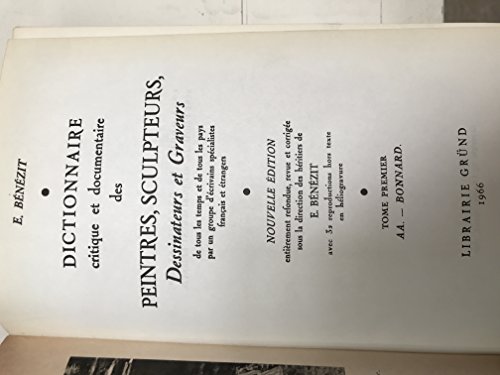 E. BÉNÉZIT
DICTIONNAIRE
critique et documentaire
des
PEINTRES, SCULPTEURS,
Dessinateurs et Graveurs
de tous les temps et de tous les pays
par un groupe d'écrivains spécialistes
français et étrangers
NOUVELLE ÉDITION
entièrement refondue, revue et corrigée
sous la direction des héritiers de
E. BÉNÉZIT
avec 32 reproductions hors texte
en héliogravure
TOME PREMIER
AA. — BONNARD.
LIBRAIRIE GRÜND
1966